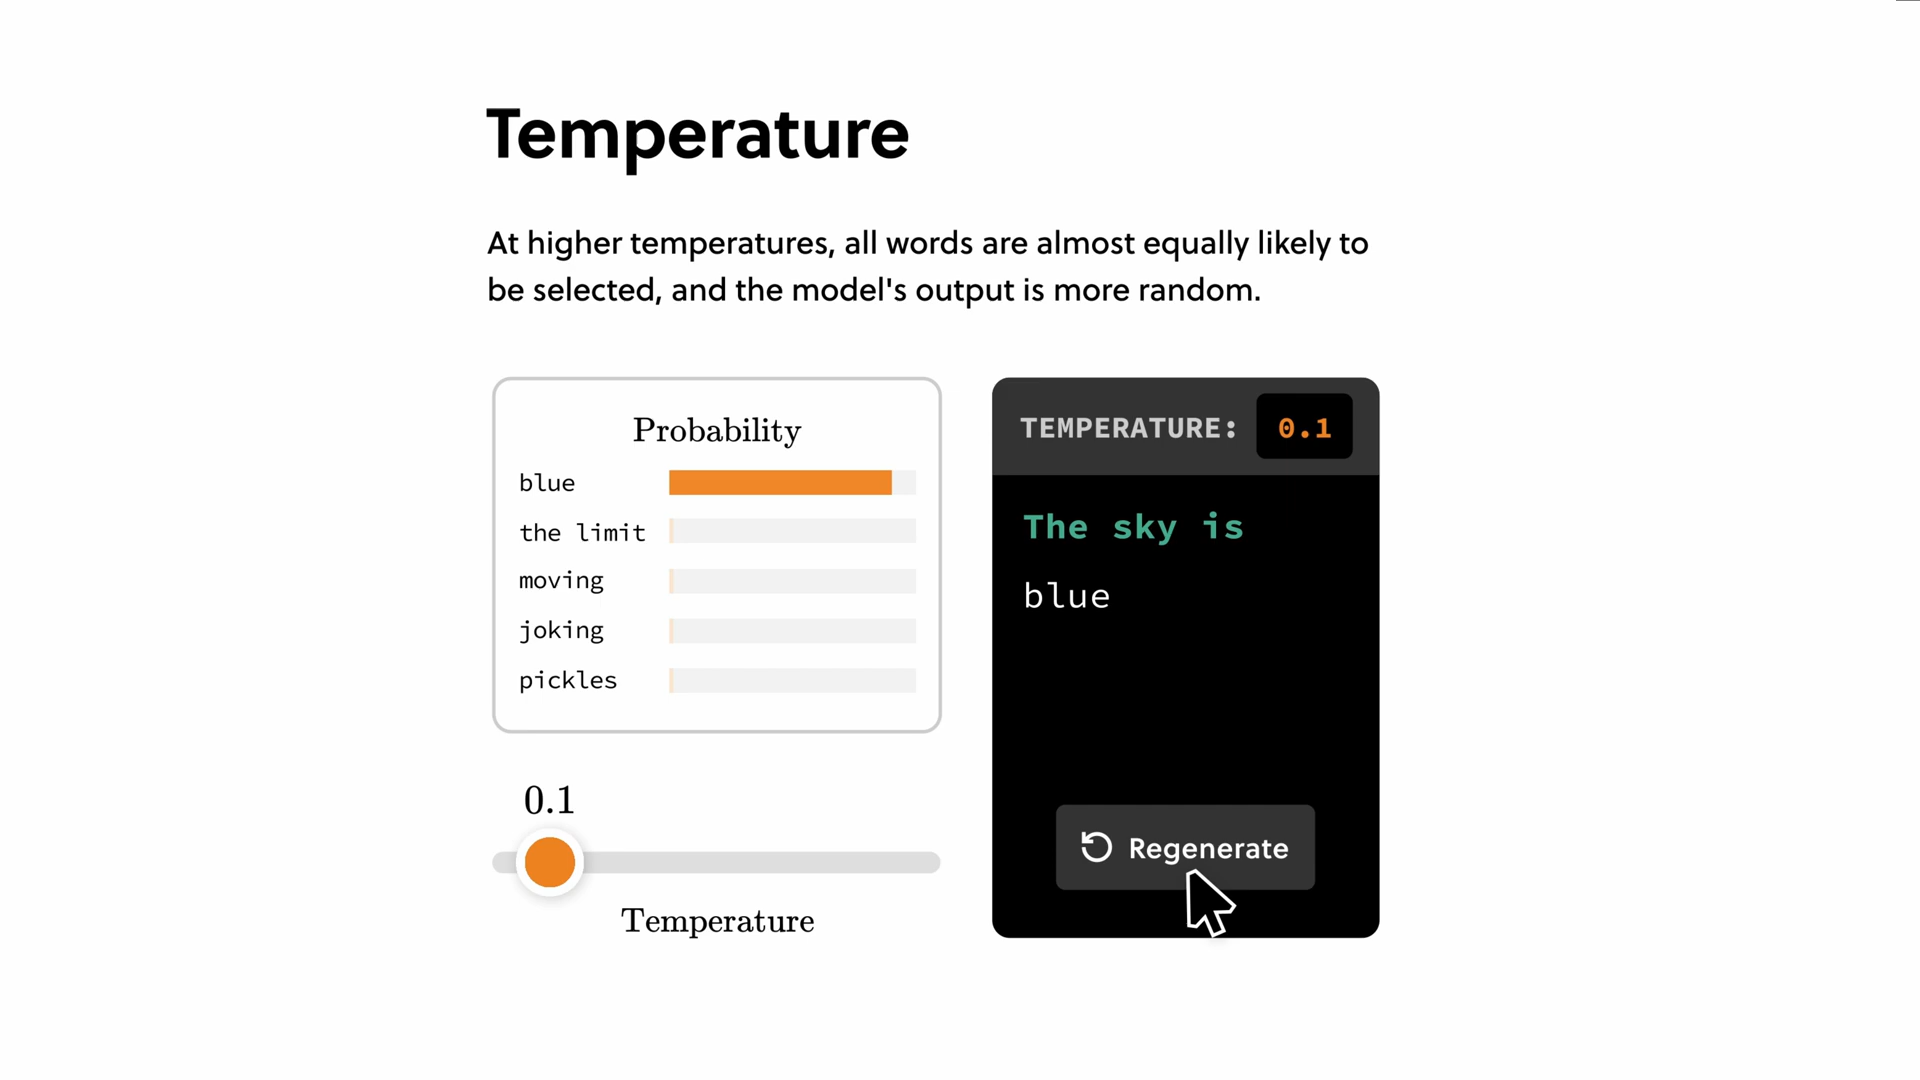 Temperature
At higher temperatures, all words are almost equally likely to
be selected, and the model's output is more random.
Probability
blue
the limit
moving
joking
pickles
0.1
Temperature
TEMPERATURE: 0.1
The sky is
blue
Regenerate